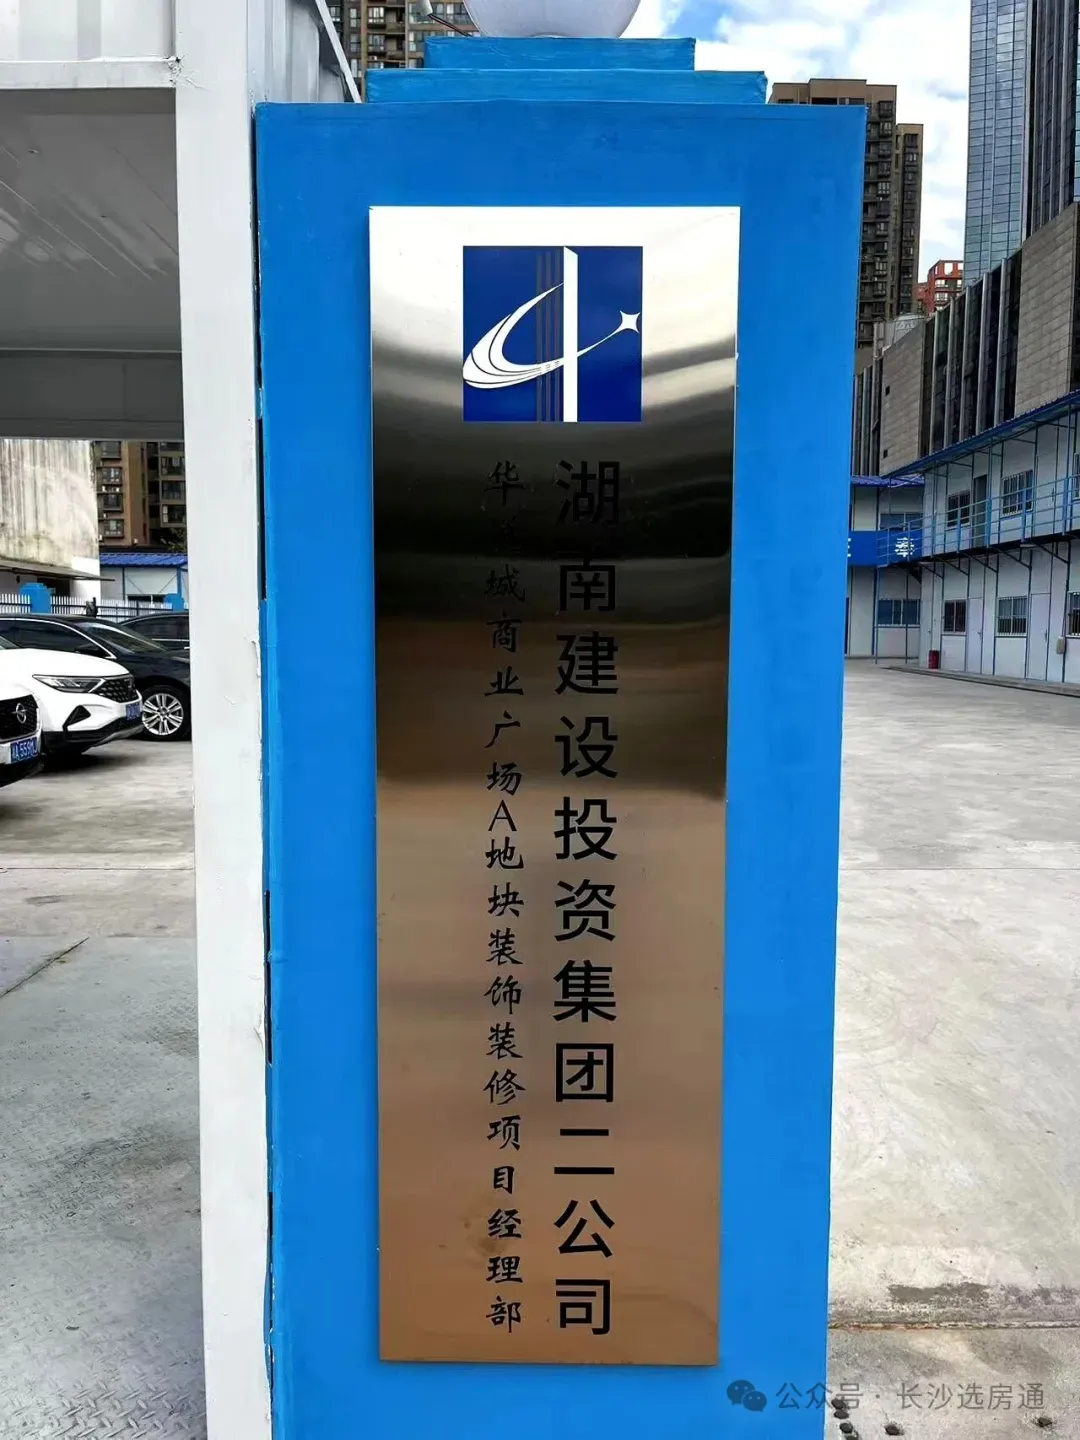 湖南建设投资集团二公司
华 城商业广场A地块装饰装修项目经理部
公众号·长沙选房通